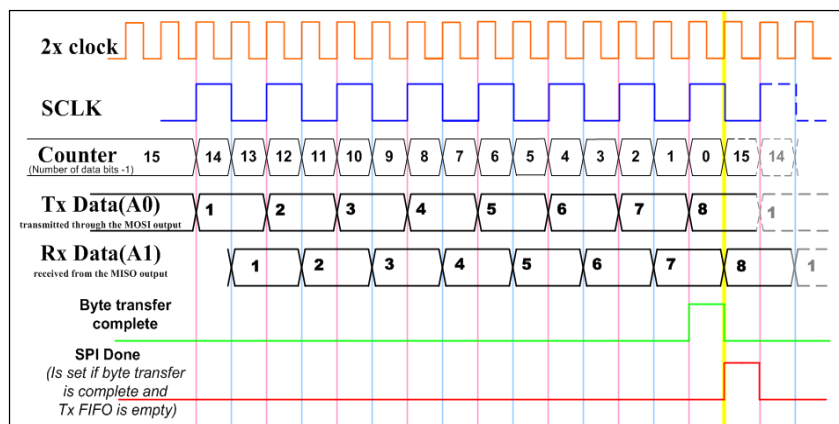 2x clock
SCLK
Counter 15 14 13 12 11 10 9 8 7 6 5 4 3 2 1 0 15 14
(Number of data bits -1)
Tx Data(A0) 1 2 3 4 5 6 7 8 1
transmitted through the MOSI output
Rx Data(A1) 1 2 3 4 5 6 7 8 1
received from the MISO output
Byte transfer
complete
SPI Done
(Is set if byte transfer
is complete and
Tx FIFO is empty)